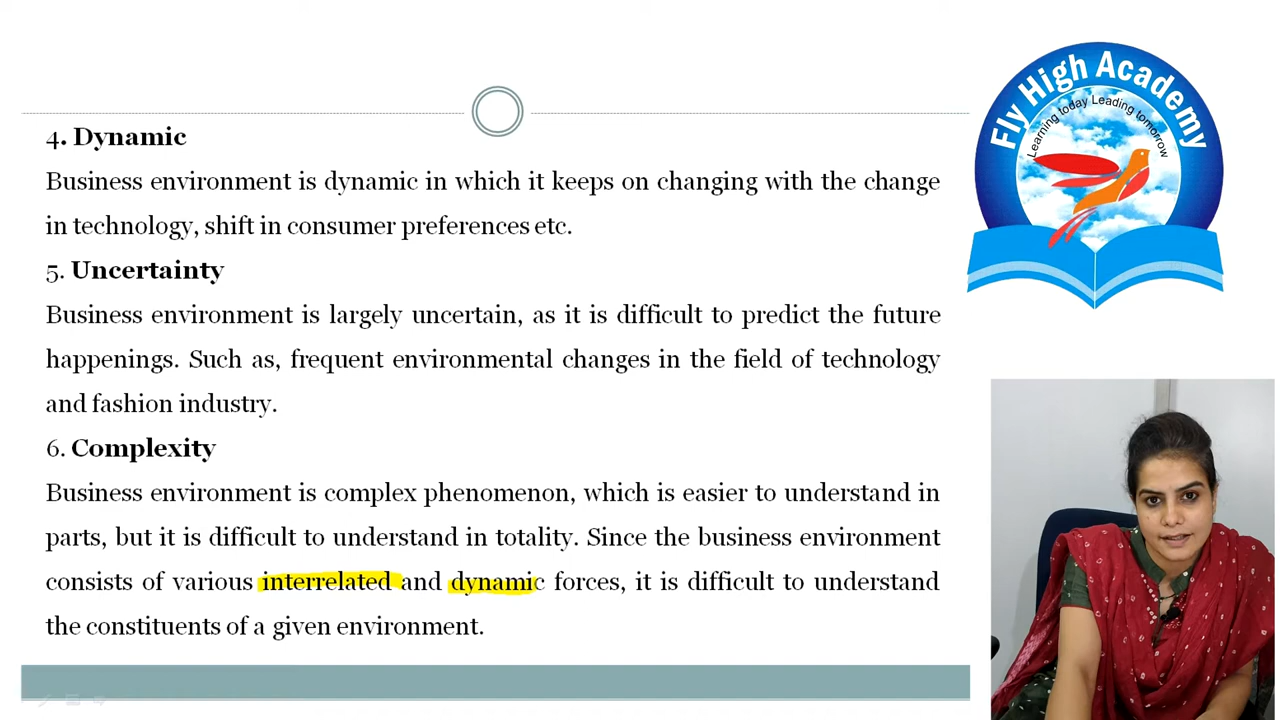 4. Dynamic
Business environment is dynamic in which it keeps on changing with the change
in technology, shift in consumer preferences etc.
5. Uncertainty
Business environment is largely uncertain, as it is difficult to predict the future
happenings. Such as, frequent environmental changes in the field of technology
and fashion industry.
6. Complexity
Business environment is complex phenomenon, which is easier to understand in
parts, but it is difficult to understand in totality. Since the business environment
consists of various interrelated and dynamic forces, it is difficult to understand
the constituents of a given environment.
Fly High Academy
Learning today Leading tomorrow